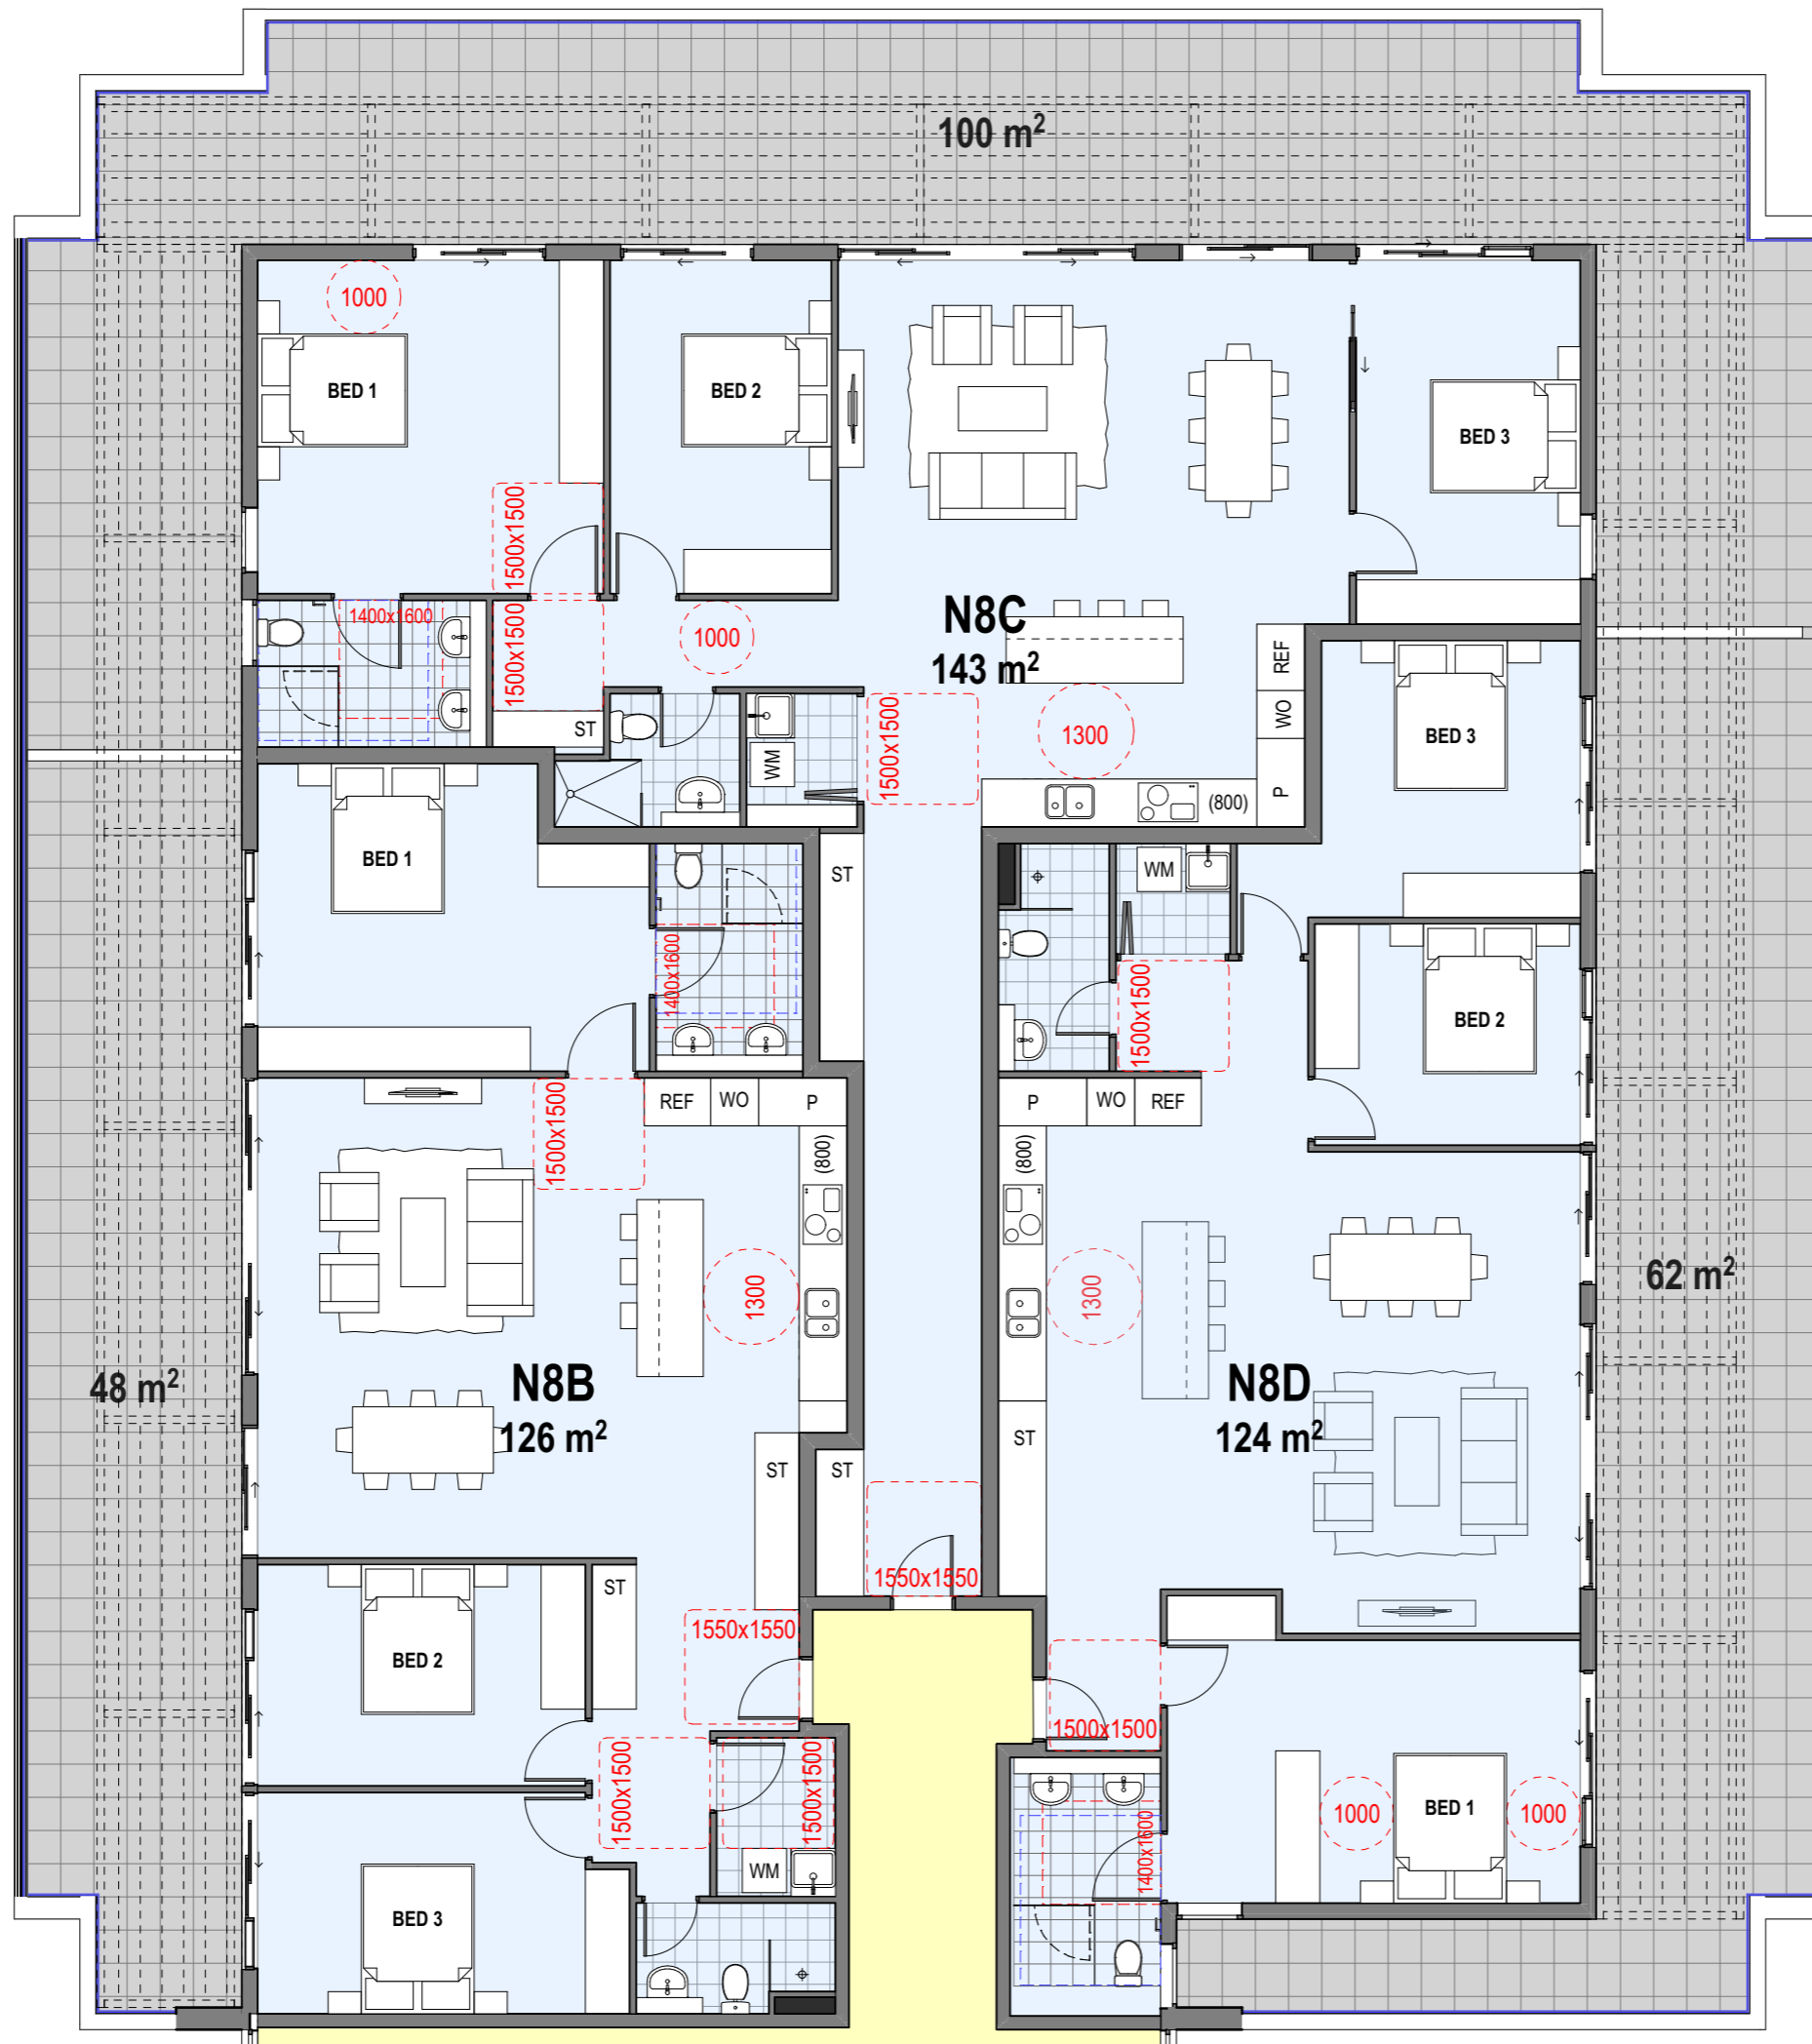 100 m²
1000
BED 1
BED 2
BED 3
1500x1500
1400x1600
1500x1500
1000
N8C
143 m²
REF
WO
P
ST
WM
1500x1500
1300
(800)
BED 3
BED 1
ST
WM
1400x1600
1500x1500
BED 2
1500x1500
REF
WO
P
P
WO
REF
(800)
(800)
1300
1300
62 m²
48 m²
N8B
126 m²
N8D
124 m²
ST
ST
ST
1550x1550
ST
BED 2
1550x1550
1500x1500
1500x1500
1500x1500
WM
1000
BED 1
1000
1400x1600
BED 3